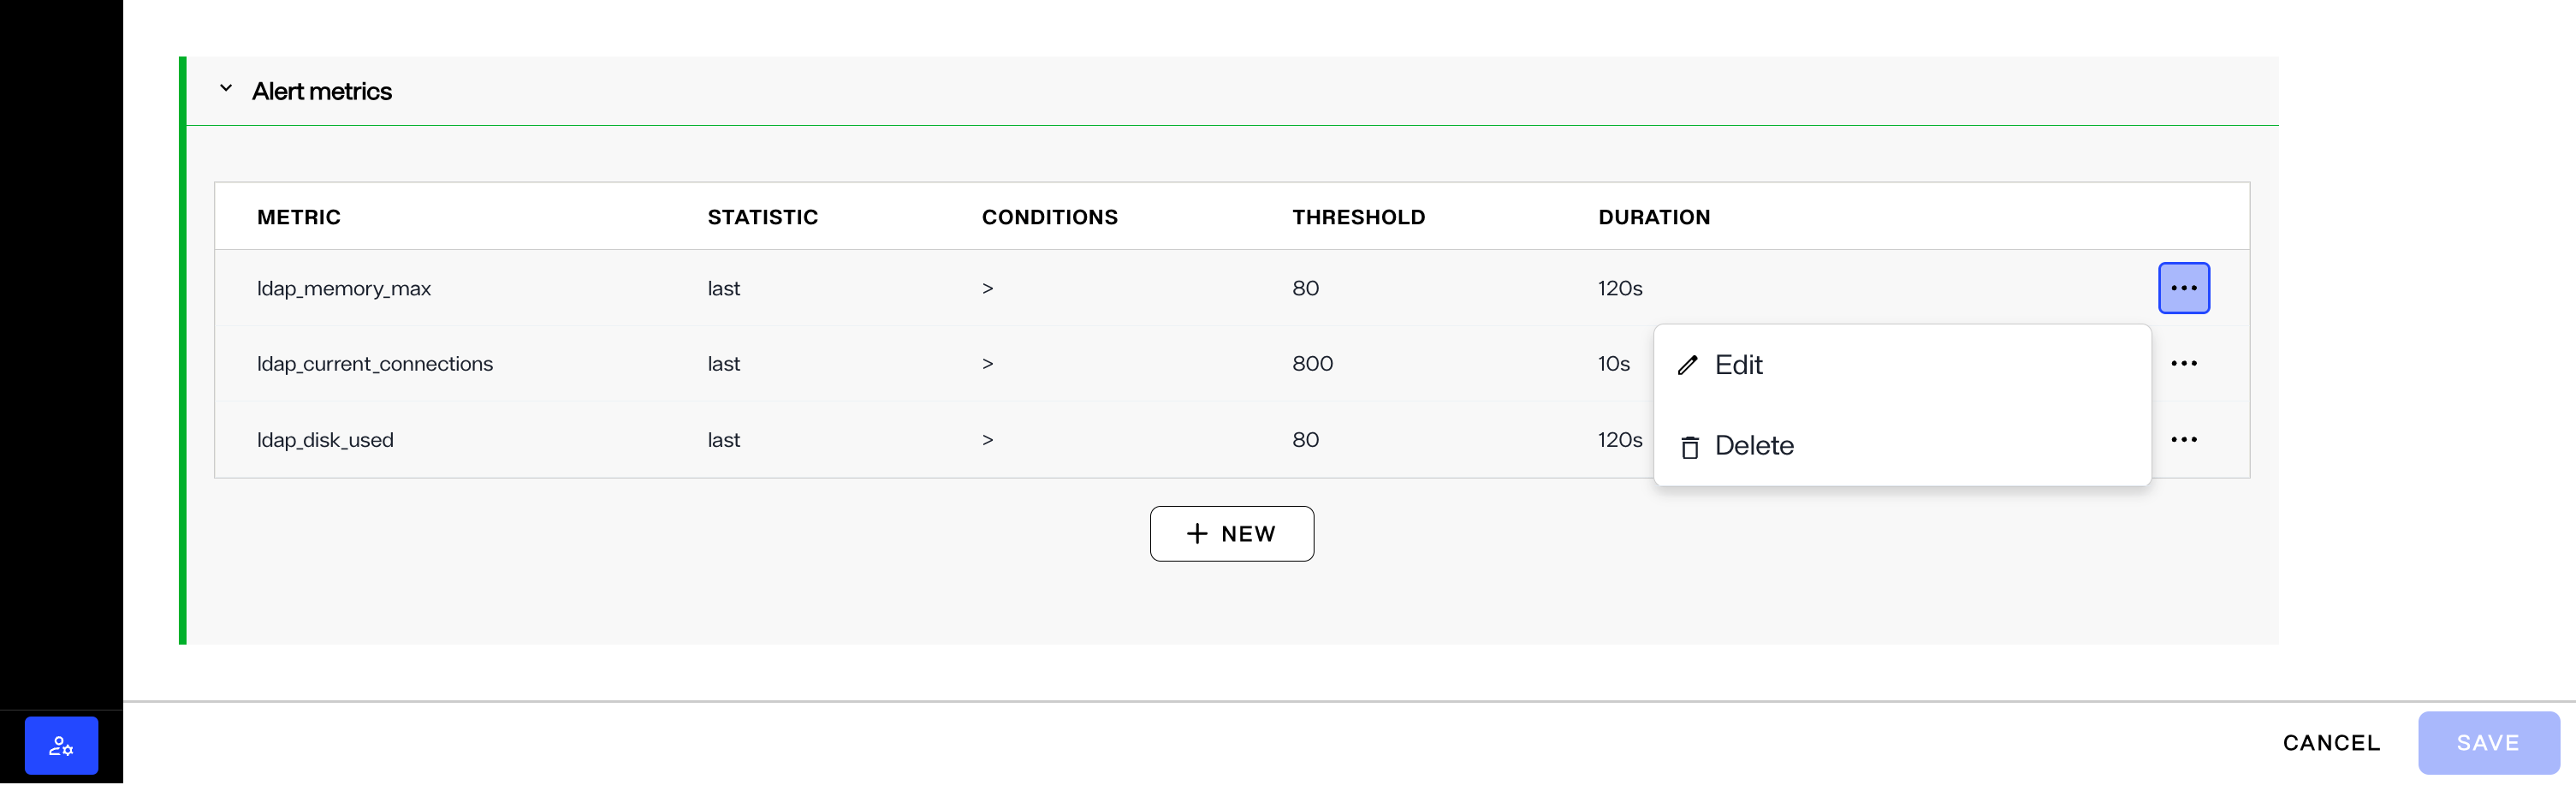 Alert metrics
METRIC STATISTIC CONDITIONS THRESHOLD DURATION
ldap_memory_max last > 80 120s
ldap_current_connections last > 800 10s
Edit
ldap_disk_used last > 80 120s
Delete
+ NEW
CANCEL SAVE